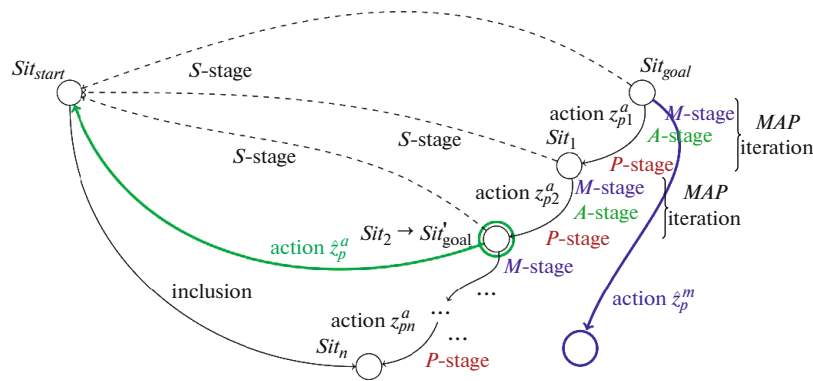 Sit_start
S-stage
Sit_goal
action z^a_p1
M-stage
A-stage
P-stage
MAP
iteration
S-stage
Sit_1
S-stage
action z^a_p2
M-stage
A-stage
P-stage
MAP
iteration
Sit_2 → Sit'_goal
action ẑ^a_p
M-stage
inclusion
...
action ẑ^m_p
action z^a_pn
...
...
Sit_n
P-stage